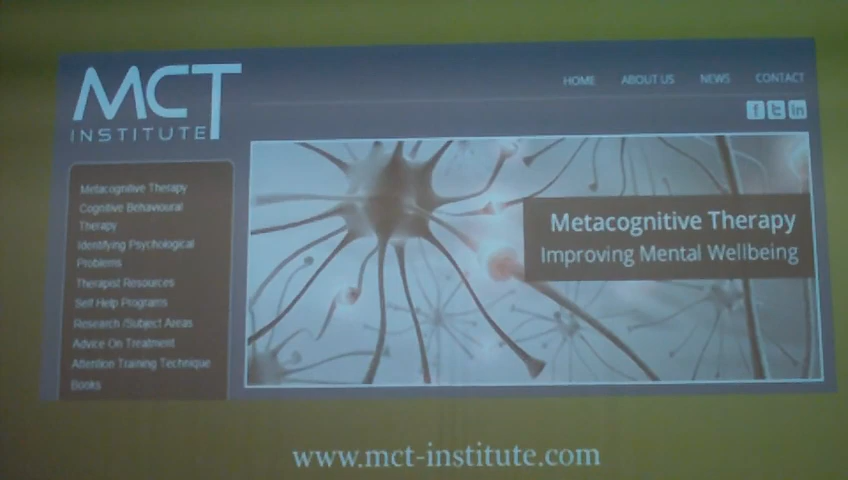 MCT
INSTITUTE
HOME ABOUT US NEWS CONTACT
f t in
Metacognitive Therapy
Cognitive Behavioural
Therapy
Identifying Psychological
Problems
Therapist Resources
Self Help Programs
Research /Subject Areas
Advice On Treatment
Attention Training Technique
Books
Metacognitive Therapy
Improving Mental Wellbeing
www.mct-institute.com